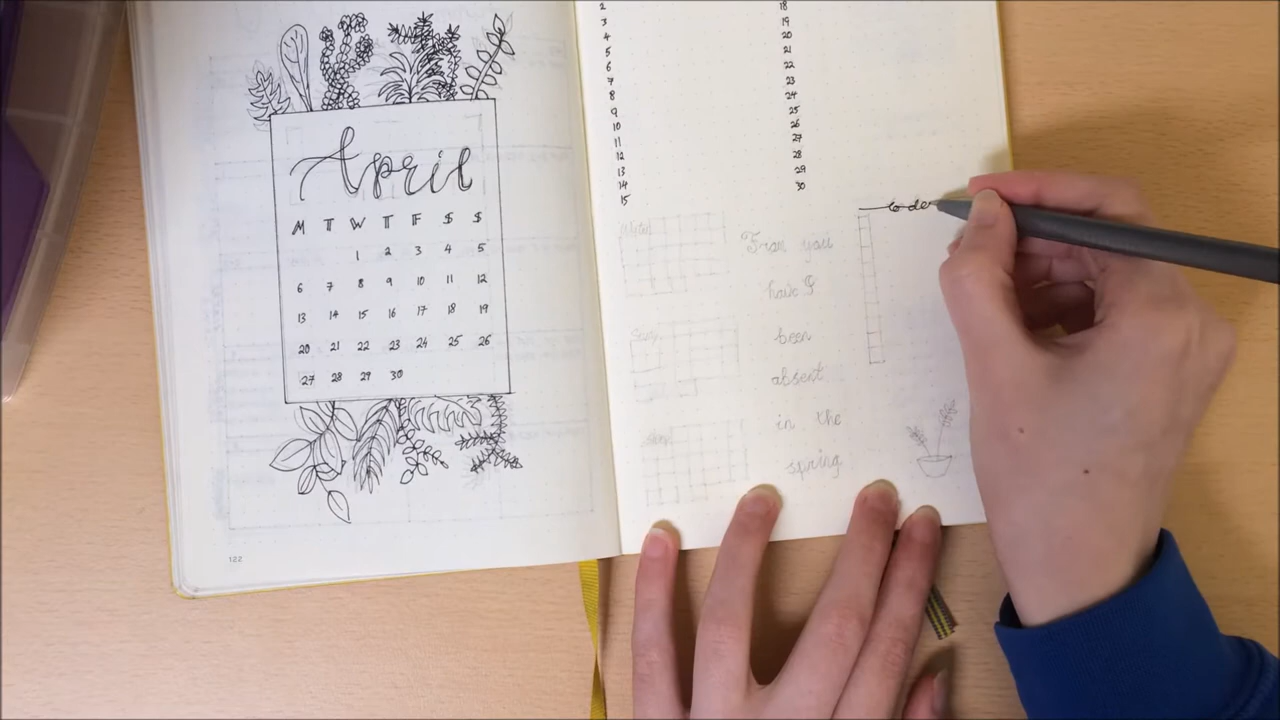 April
M T W T F S S
1 2 3 4 5
6 7 8 9 10 11 12
13 14 15 16 17 18 19
20 21 22 23 24 25 26
27 28 29 30
122
2
3
4
5
6
7
8
9
10
11
12
13
14
15
18
19
20
21
22
23
24
25
26
27
28
29
30
to do
From you
have I
been
absent
in the
spring